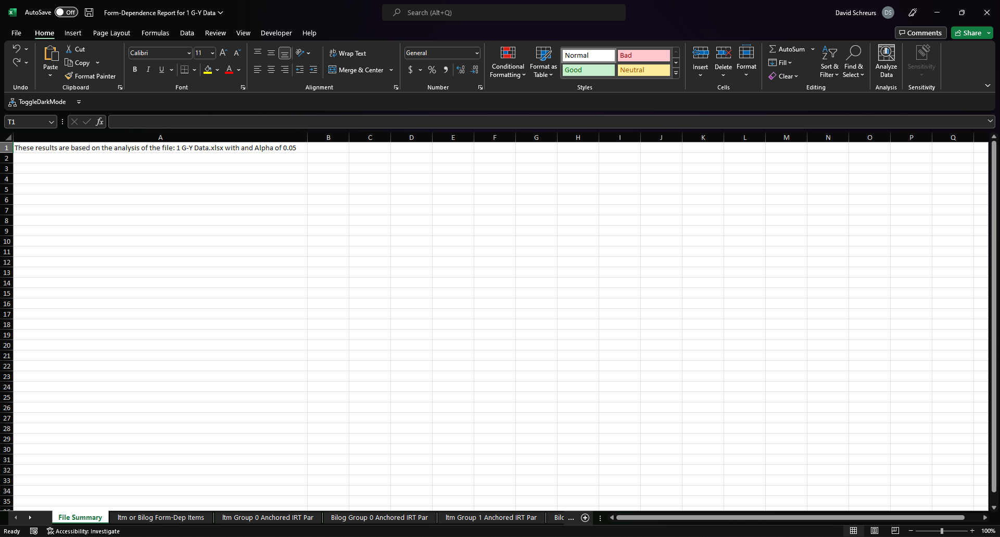 AutoSave Off Form-Dependence Report for 1 G-Y Data Search (Alt+Q) David Schreurs DS
File Home Insert Page Layout Formulas Data Review View Developer Help Comments Share
Cut
Copy
Format Painter
Paste
Undo
Clipboard
Calibri 11
B I U
Font
Wrap Text
Merge & Center
Alignment
General
$ % 9
Number
Conditional Formatting
Format as Table
Normal Bad
Good Neutral
Styles
Insert Delete Format
Cells
AutoSum
Fill
Clear
Sort & Filter
Find & Select
Editing
Analyze Data
Analysis
Sensitivity
Sensitivity
ToggleDarkMode
T1 fx
A B C D E F G H I J K L M N O P Q
1 These results are based on the analysis of the file: 1 G-Y Data.xlsx with and Alpha of 0.05
2
3
4
5
6
7
8
9
10
11
12
13
14
15
16
17
18
19
20
21
22
23
24
25
26
27
28
29
30
31
32
33
34
35
File Summary ltm or Bilog Form-Dep Items ltm Group 0 Anchored IRT Par Bilog Group 0 Anchored IRT Par ltm Group 1 Anchored IRT Par ...
Ready Accessibility: Investigate 100%